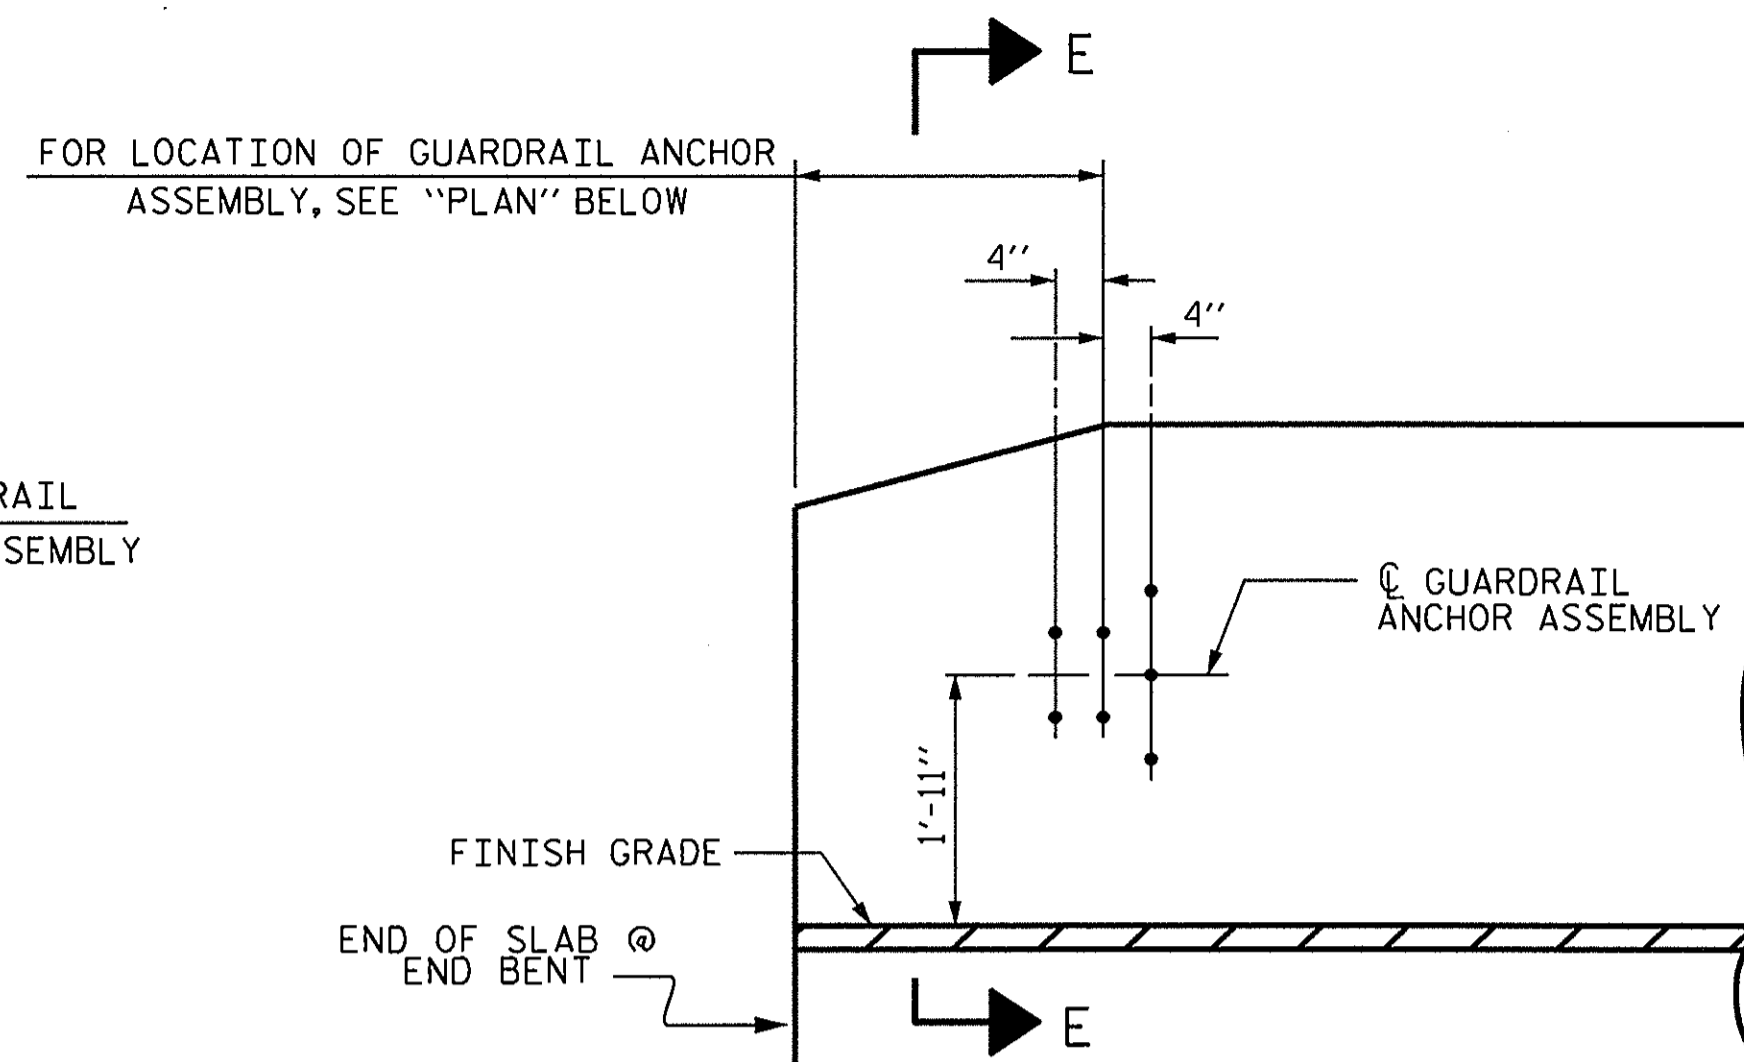 E
FOR LOCATION OF GUARDRAIL ANCHOR
ASSEMBLY, SEE "PLAN" BELOW
4"
4"
RAIL
SEMBLY
℄ GUARDRAIL
ANCHOR ASSEMBLY
1'-11"
FINISH GRADE
END OF SLAB @
END BENT
E